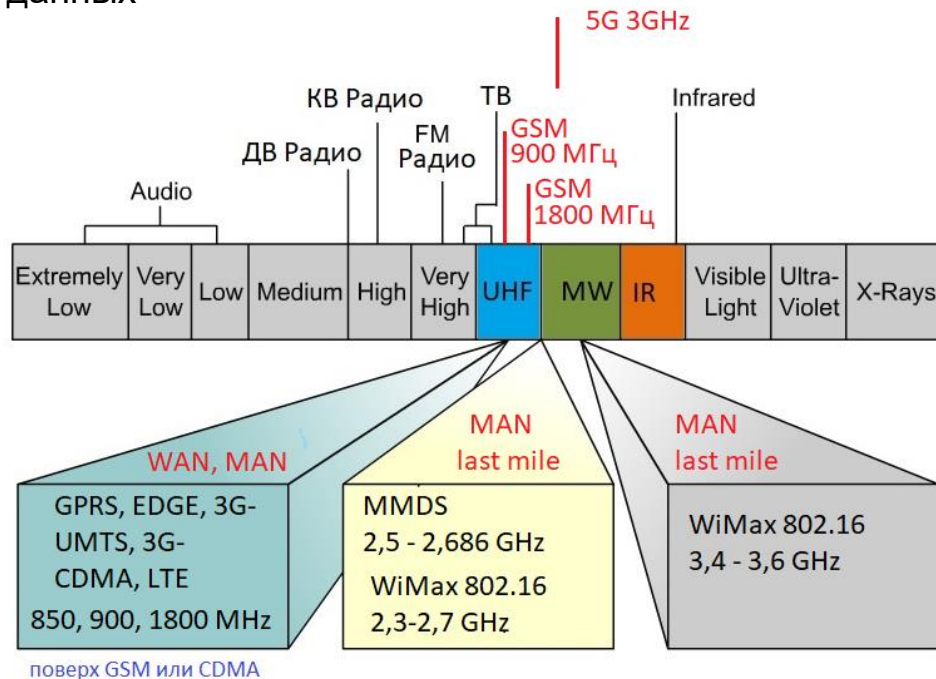 данных
5G 3GHz
КВ Радио
ТВ
Infrared
ДВ Радио
FM
Радио
GSM
900 МГц
Audio
GSM
1800 МГц
Extremely
Low
Very
Low
Low
Medium
High
Very
High
UHF
MW
IR
Visible
Light
Ultra-
Violet
X-Rays
WAN, MAN
GPRS, EDGE, 3G-
UMTS, 3G-
CDMA, LTE
850, 900, 1800 MHz
поверх GSM или CDMA
MAN
last mile
MMDS
2,5 - 2,686 GHz
WiMax 802.16
2,3-2,7 GHz
MAN
last mile
WiMax 802.16
3,4 - 3,6 GHz